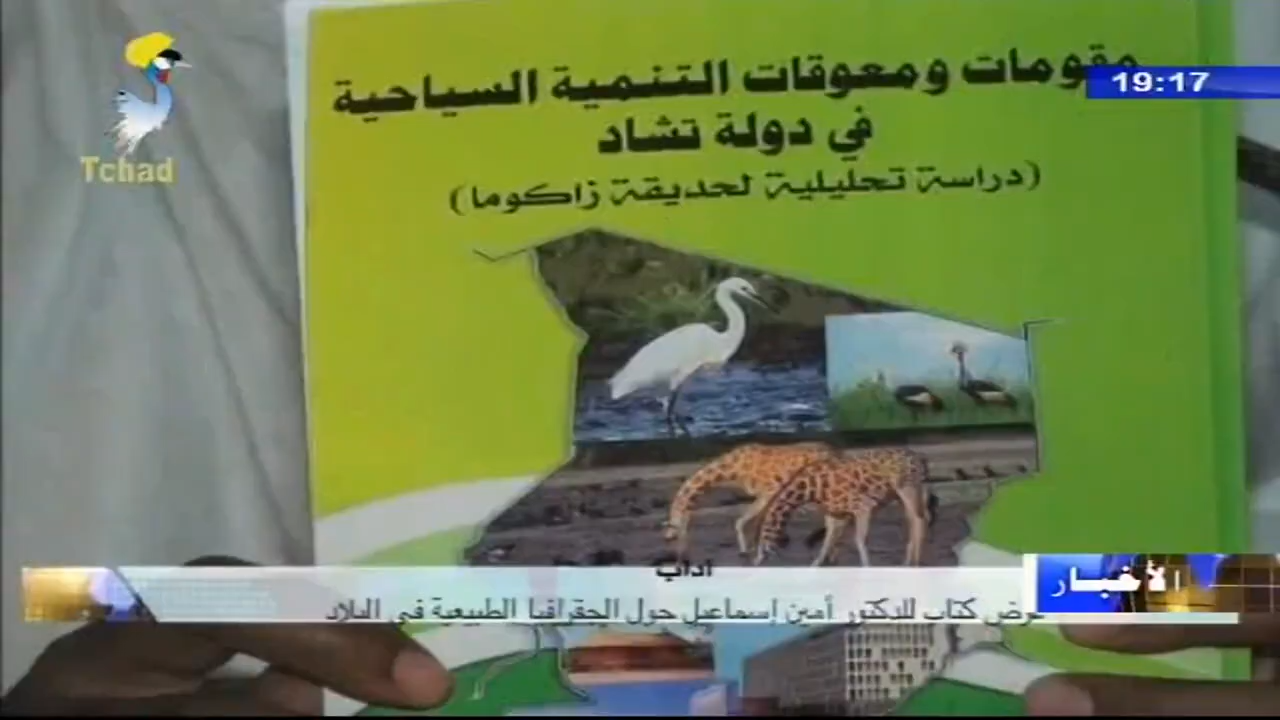 Tchad
19:17
مقومات ومعوقات التنمية السياحية
في دولة تشاد
(دراسة تحليلية لحديقة زاكوما)
آداب
عرض كتاب للدكتور أمين إسماعيل حول الجقرافيا الطبيعية في البلاد
الأخبار